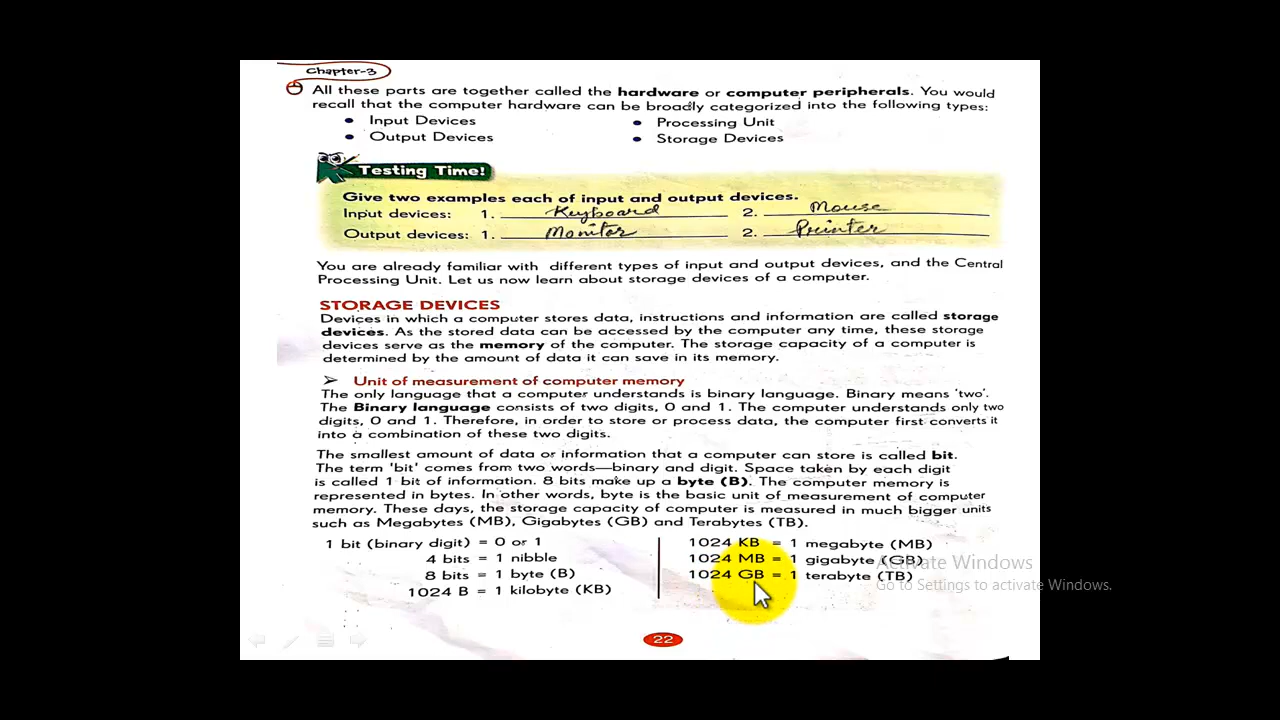 Chapter-3
All these parts are together called the hardware or computer peripherals. You would
recall that the computer hardware can be broadly categorized into the following types:
• Input Devices • Processing Unit
• Output Devices • Storage Devices
Testing Time!
Give two examples each of input and output devices.
Input devices: 1. Keyboard 2. Mouse
Output devices: 1. Monitor 2. Printer
You are already familiar with different types of input and output devices, and the Central
Processing Unit. Let us now learn about storage devices of a computer.
STORAGE DEVICES
Devices in which a computer stores data, instructions and information are called storage
devices. As the stored data can be accessed by the computer any time, these storage
devices serve as the memory of the computer. The storage capacity of a computer is
determined by the amount of data it can save in its memory.
➤ Unit of measurement of computer memory
The only language that a computer understands is binary language. Binary means 'two'.
The Binary language consists of two digits, 0 and 1. The computer understands only two
digits, 0 and 1. Therefore, in order to store or process data, the computer first converts it
into a combination of these two digits.
The smallest amount of data or information that a computer can store is called bit.
The term 'bit' comes from two words—binary and digit. Space taken by each digit
is called 1 bit of information. 8 bits make up a byte (B). The computer memory is
represented in bytes. In other words, byte is the basic unit of measurement of computer
memory. These days, the storage capacity of computer is measured in much bigger units
such as Megabytes (MB), Gigabytes (GB) and Terabytes (TB).
1 bit (binary digit) = 0 or 1
4 bits = 1 nibble
8 bits = 1 byte (B)
1024 B = 1 kilobyte (KB)
1024 KB = 1 megabyte (MB)
1024 MB = 1 gigabyte (GB)
1024 GB = 1 terabyte (TB)
Activate Windows
Go to Settings to activate Windows.
22